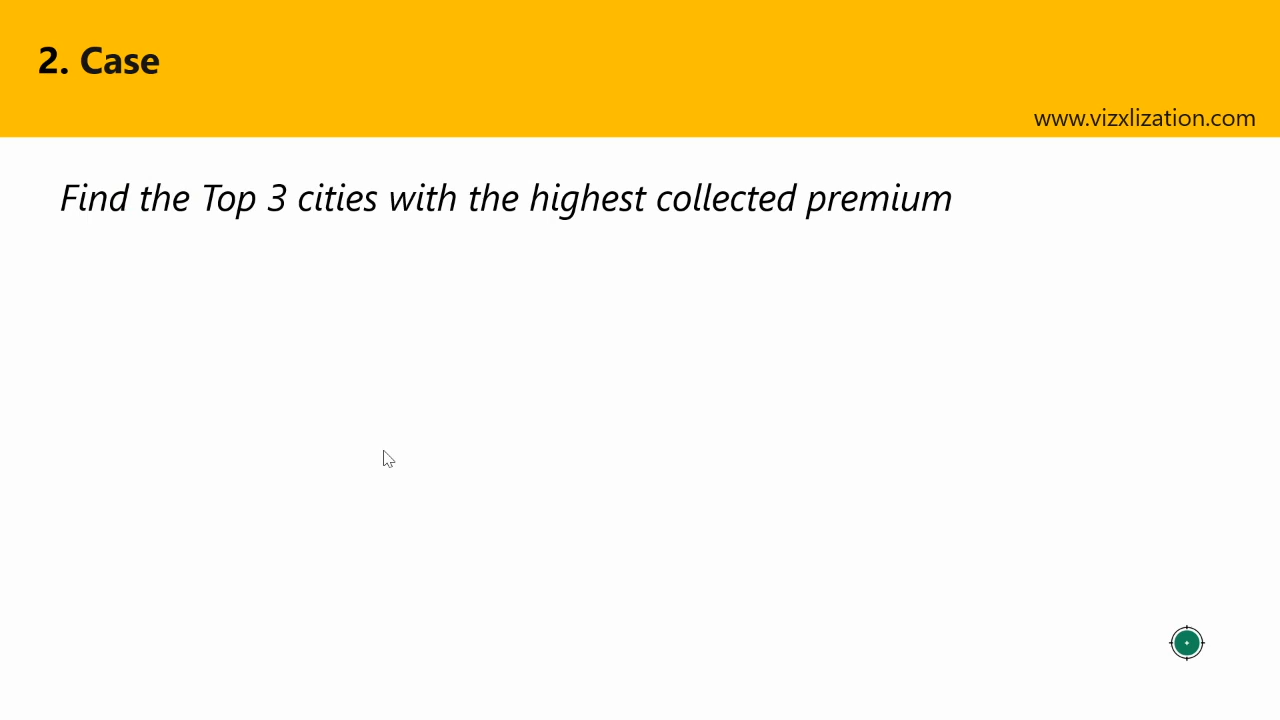 2. Case
www.vizxlization.com
Find the Top 3 cities with the highest collected premium